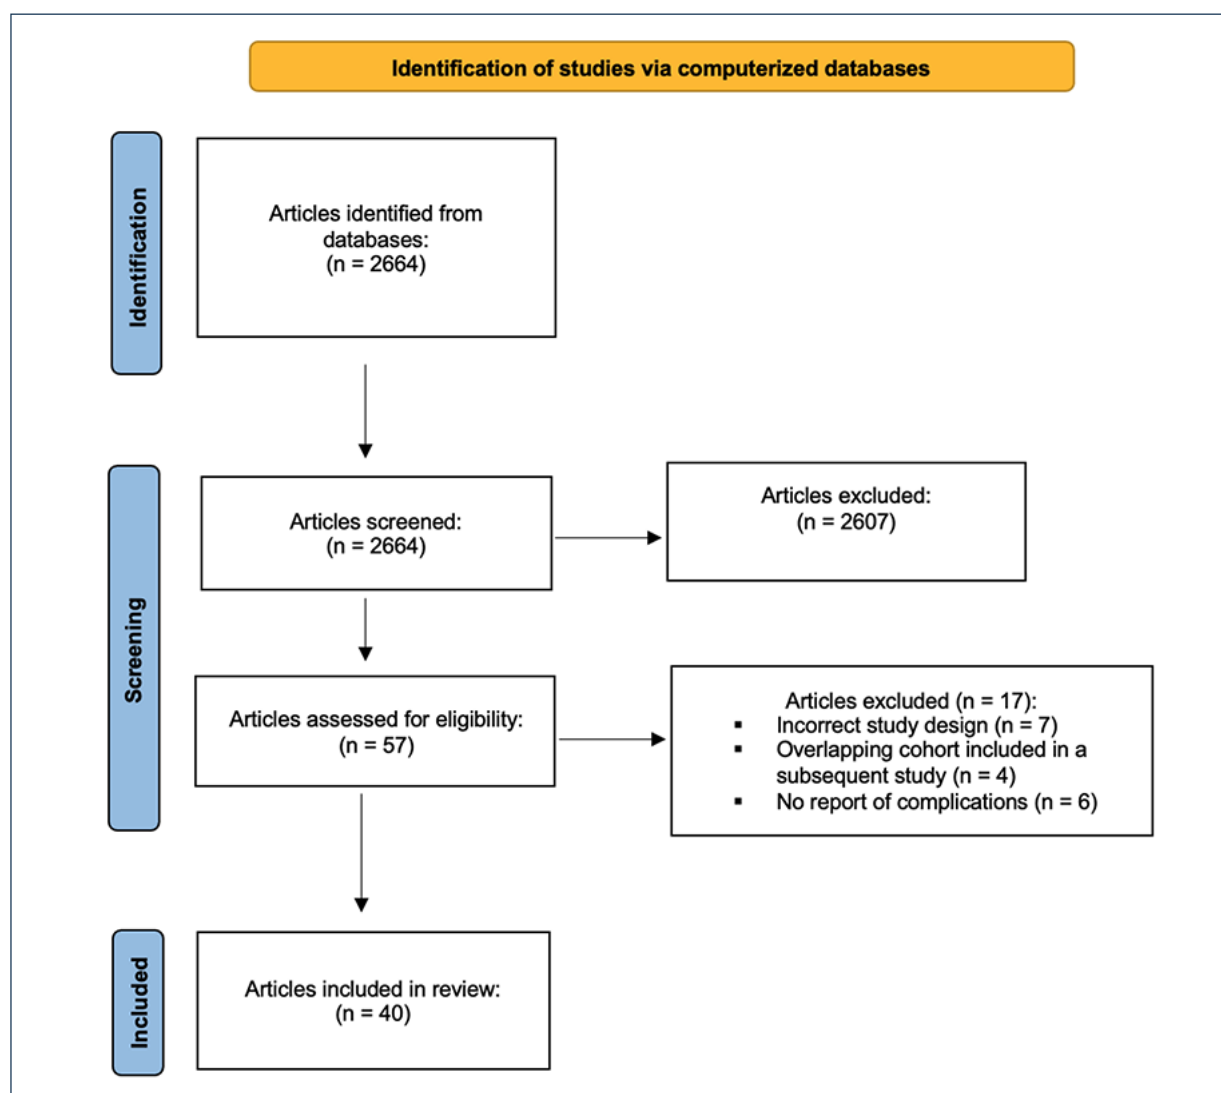 Identification of studies via computerized databases
Identification
Articles identified from
databases:
(n = 2664)
Screening
Articles screened:
(n = 2664)
Articles excluded:
(n = 2607)
Articles assessed for eligibility:
(n = 57)
Articles excluded (n = 17):
▪ Incorrect study design (n = 7)
▪ Overlapping cohort included in a
subsequent study (n = 4)
▪ No report of complications (n = 6)
Included
Articles included in review:
(n = 40)